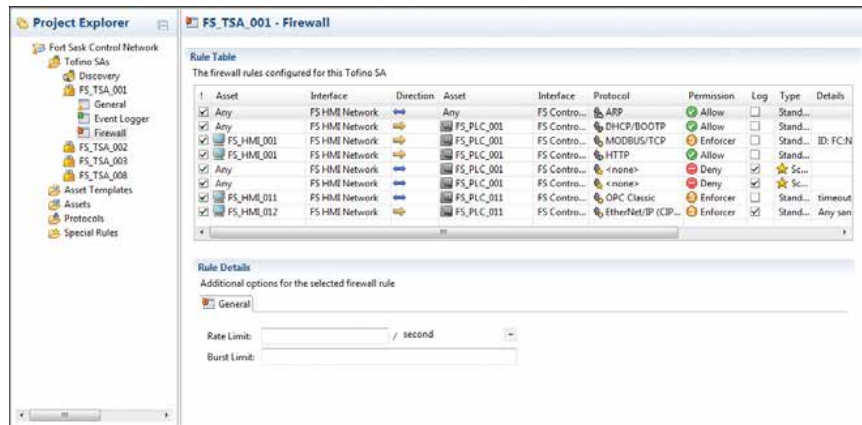 Project Explorer
Fort Sask Control Network
Tofino SAs
Discovery
FS_TSA_001
General
Event Logger
Firewall
FS_TSA_002
FS_TSA_003
FS_TSA_008
Asset Templates
Assets
Protocols
Special Rules
FS_TSA_001 - Firewall
Rule Table
The firewall rules configured for this Tofino SA
! Asset Interface Direction Asset Interface Protocol Permission Log Type Details
Any FS HMI Network Any FS Contro... ARP Allow Stand...
Any FS HMI Network FS_PLC_001 FS Contro... DHCP/BOOTP Allow Stand...
FS_HMI_001 FS HMI Network FS_PLC_001 FS Contro... MODBUS/TCP Enforcer Stand... ID: FC:N
FS_HMI_001 FS HMI Network FS_PLC_001 FS Contro... HTTP Allow Stand...
Any FS HMI Network FS_PLC_001 FS Contro... <none> Deny Sc...
Any FS HMI Network FS_PLC_001 FS Contro... <none> Deny Sc...
FS_HMI_011 FS HMI Network FS_PLC_011 FS Contro... OPC Classic Enforcer Stand... timeout
FS_HMI_012 FS HMI Network FS_PLC_011 FS Contro... EtherNet/IP (CIP... Enforcer Stand... Any san
Rule Details
Additional options for the selected firewall rule
General
Rate Limit: / second
Burst Limit: